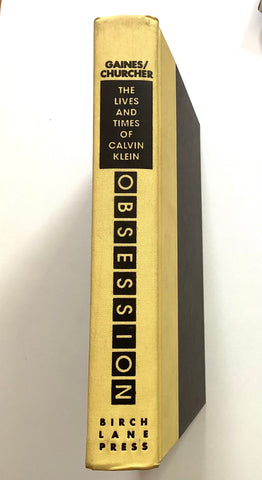 GAINES/
CHURCHER
THE
LIVES
AND
TIMES
OF
CALVIN
KLEIN
OBSESSION
BIRCH
LANE
PRESS